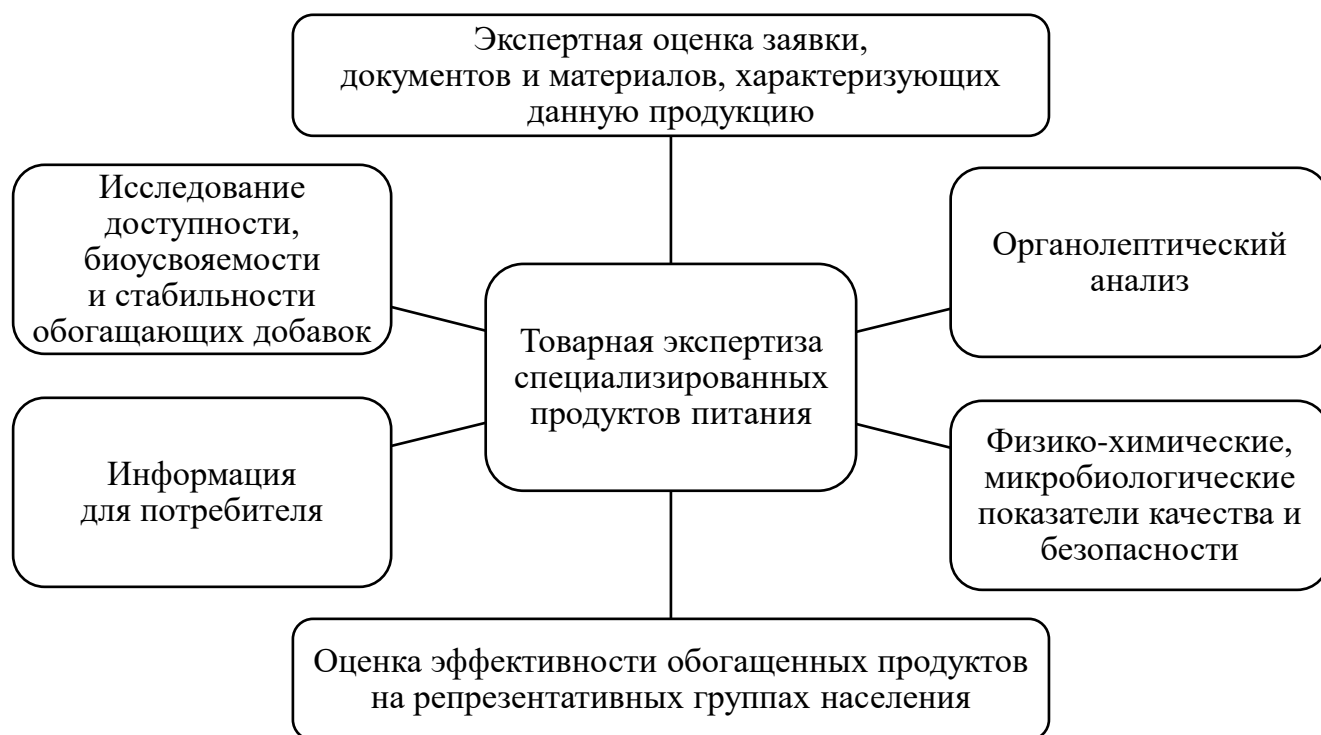 Экспертная оценка заявки,
документов и материалов, характеризующих
данную продукцию
Исследование
доступности,
биоусвояемости
и стабильности
обогащающих добавок
Органолептический
анализ
Товарная экспертиза
специализированных
продуктов питания
Информация
для потребителя
Физико-химические,
микробиологические
показатели качества и
безопасности
Оценка эффективности обогащенных продуктов
на репрезентативных группах населения